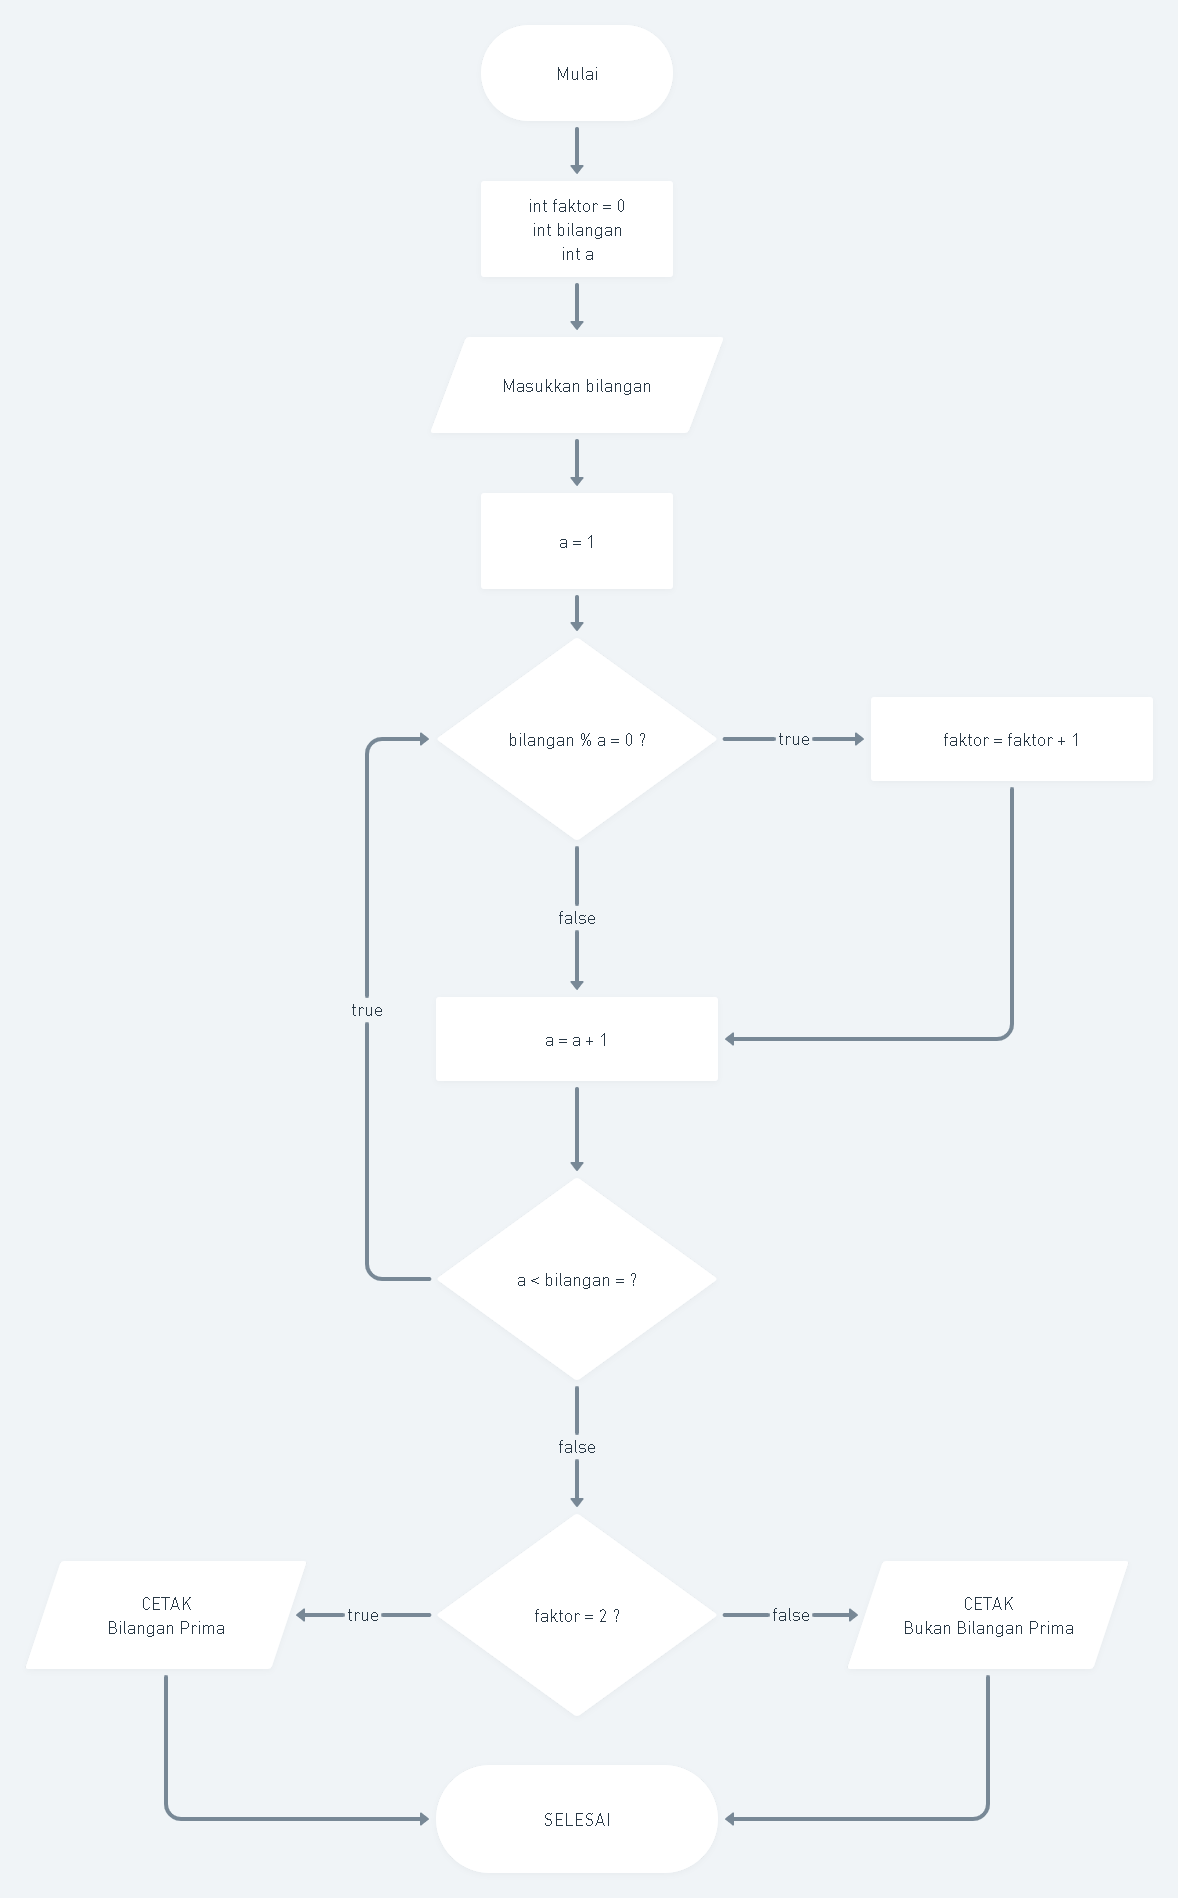 Mulai
int faktor = 0
int bilangan
int a
Masukkan bilangan
a = 1
bilangan % a = 0 ?
true
faktor = faktor + 1
false
true
a = a + 1
a < bilangan = ?
false
CETAK
Bilangan Prima
true
faktor = 2 ?
false
CETAK
Bukan Bilangan Prima
SELESAI